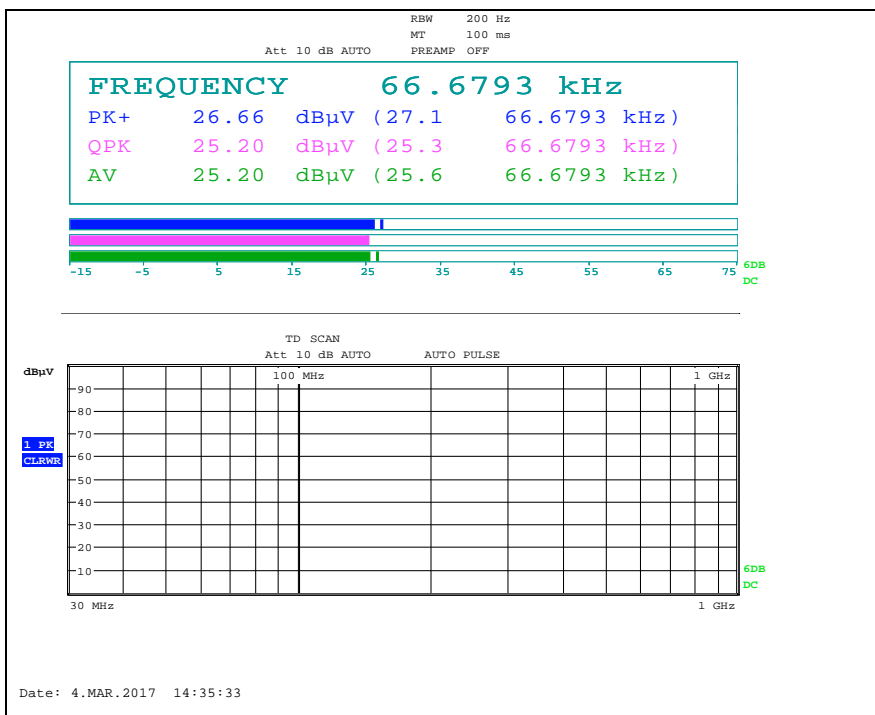 RBW 200 Hz
MT 100 ms
Att 10 dB AUTO PREAMP OFF
FREQUENCY 66.6793 kHz
PK+ 26.66 dBµV (27.1 66.6793 kHz)
QPK 25.20 dBµV (25.3 66.6793 kHz)
AV 25.20 dBµV (25.6 66.6793 kHz)
-15 -5 5 15 25 35 45 55 65 75
6DB
DC
TD SCAN
Att 10 dB AUTO AUTO PULSE
dBµV
100 MHz 1 GHz
90
80
70
1 PK
60
CLRWR
50
40
30
20
10
6DB
DC
30 MHz 1 GHz
Date: 4.MAR.2017 14:35:33